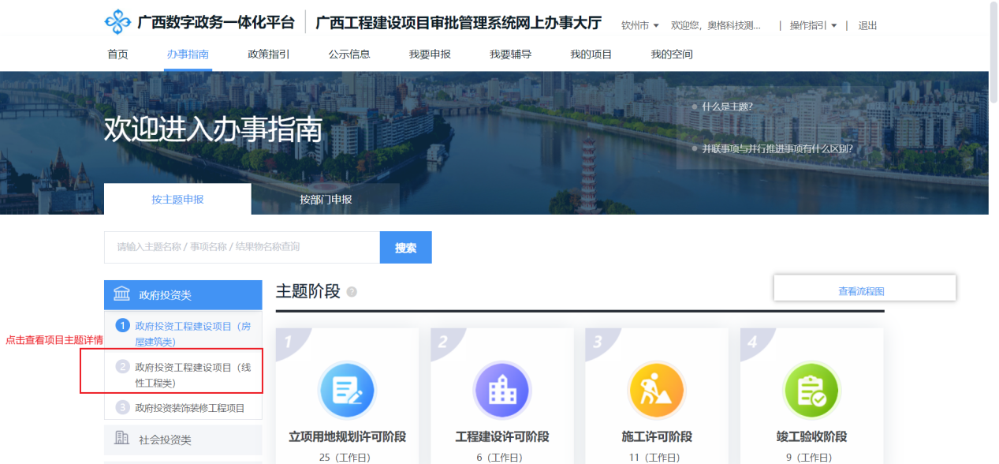 广西数字政务一体化平台 广西工程建设项目审批管理系统网上办事大厅 钦州市 欢迎您，奥格科技测... | 操作指引 | 退出
首页 办事指南 政策指引 公示信息 我要申报 我要辅导 我的项目 我的空间
什么是主题?
欢迎进入办事指南
并联事项与并行推进事项有什么区别?
按主题申报 按部门申报
请输入主题名称 / 事项名称 / 结果物名称查询 搜索
政府投资类
主题阶段 ?
查看流程图
1 政府投资工程建设项目（房
屋建筑类）
点击查看项目主题详情
2 政府投资工程建设项目（线
性工程类）
3 政府投资装饰装修工程项目
社会投资类
1 2 3 4
立项用地规划许可阶段 工程建设许可阶段 施工许可阶段 竣工验收阶段
25（工作日） 6（工作日） 11（工作日） 9（工作日）